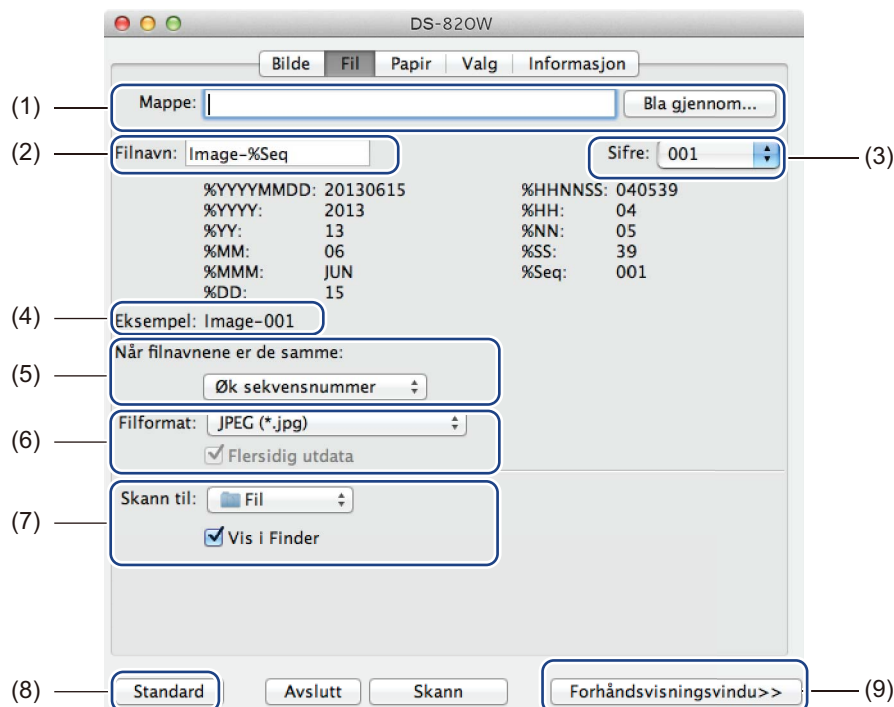 DS-820W
Bilde Fil Papir Valg Informasjon
(1) Mappe: Bla gjennom...
(2) Filnavn: Image-%Seq Sifre: 001 (3)
%YYYYMMDD: 20130615 %HHNNSS: 040539
%YYYY: 2013 %HH: 04
%YY: 13 %NN: 05
%MM: 06 %SS: 39
%MMM: JUN %Seq: 001
%DD: 15
(4) Eksempel: Image-001
Når filnavnene er de samme:
(5) Øk sekvensnummer
(6) Filformat: JPEG (*.jpg)
Flersidig utdata
Skann til: Fil
(7) Vis i Finder
(8) Standard Avslutt Skann Forhåndsvisningsvindu>> (9)